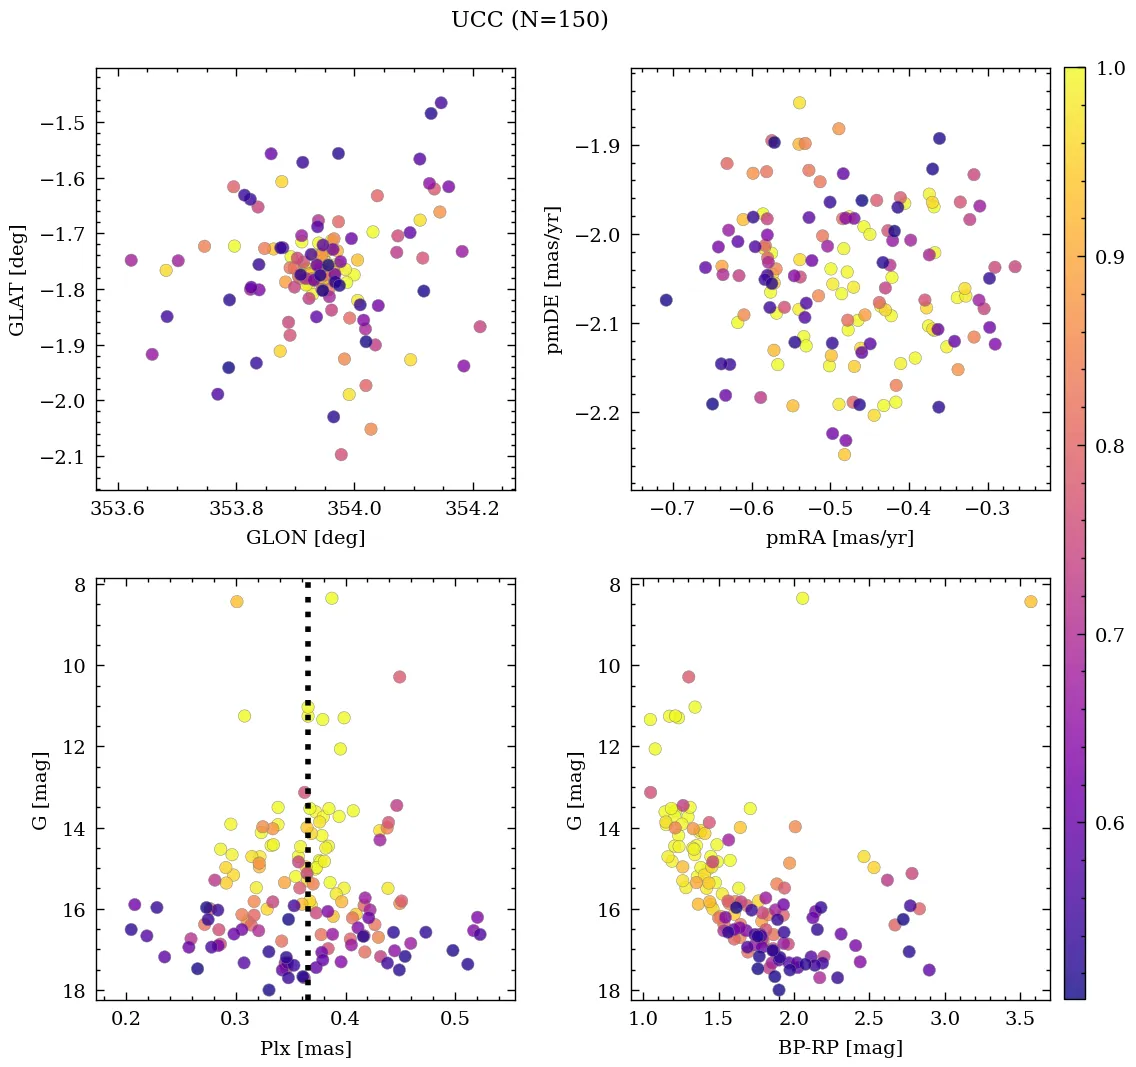 UCC (N=150)
−1.5
−1.6
−1.7
−1.8
−1.9
−2.0
−2.1
GLAT [deg]
353.6 353.8 354.0 354.2
GLON [deg]
−1.9
−2.0
−2.1
−2.2
pmDE [mas/yr]
−0.7 −0.6 −0.5 −0.4 −0.3
pmRA [mas/yr]
8
10
12
14
16
18
G [mag]
0.2 0.3 0.4 0.5
Plx [mas]
8
10
12
14
16
18
G [mag]
1.0 1.5 2.0 2.5 3.0 3.5
BP-RP [mag]
1.0
0.9
0.8
0.7
0.6